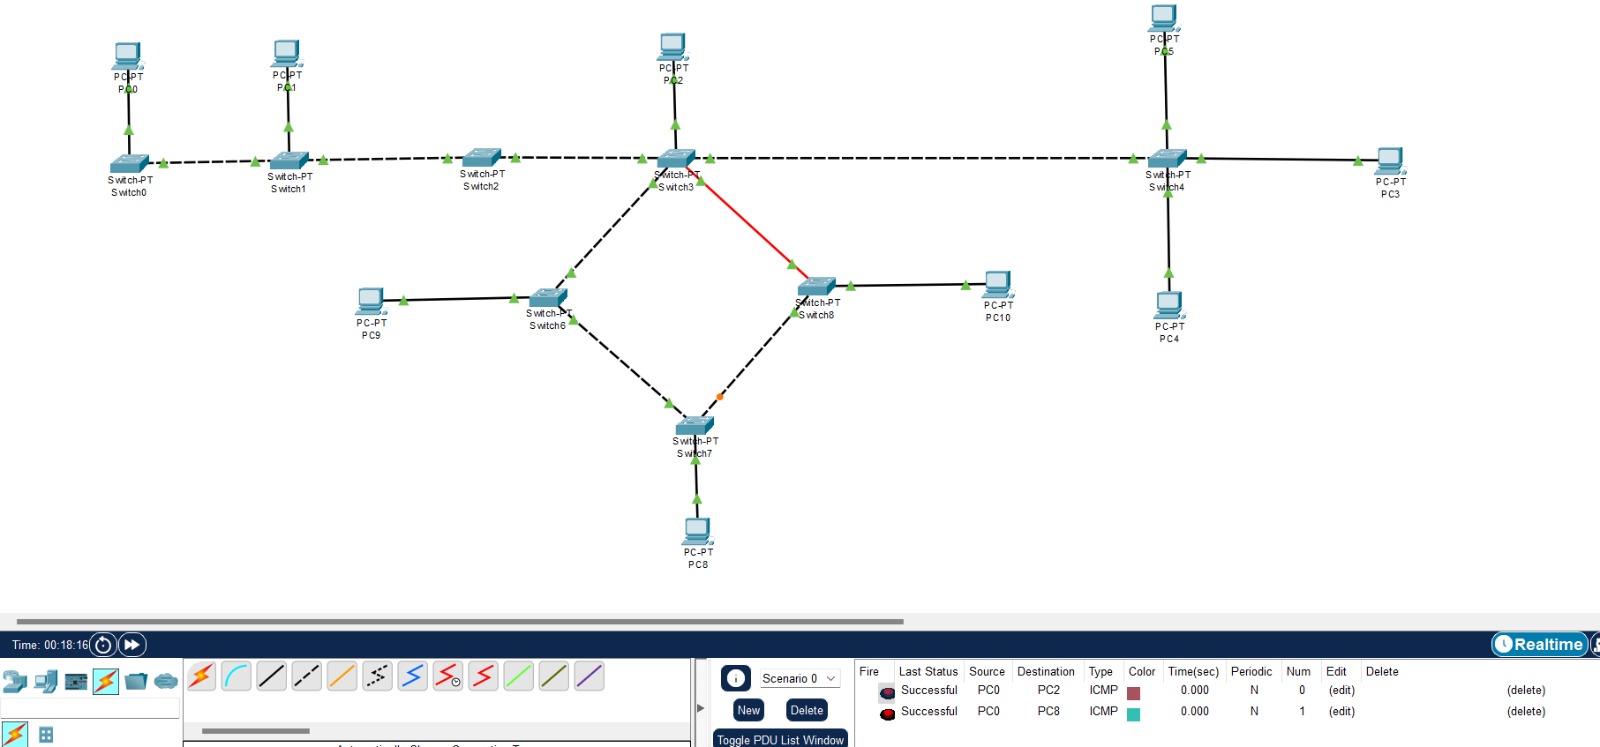 PC-PT
PC5
PC-PT
PC0
PC-PT
PC1
PC-PT
PC2
Switch-PT
Switch0
Switch-PT
Switch1
Switch-PT
Switch2
Switch-PT
Switch3
Switch-PT
Switch4
PC-PT
PC3
PC-PT
PC9
Switch-PT
Switch6
Switch-PT
Switch8
PC-PT
PC10
PC-PT
PC4
Switch-PT
Switch7
PC-PT
PC8
Time: 00:18:16
Realtime
Scenario 0
New
Delete
Toggle PDU List Window
Fire Last Status Source Destination Type Color Time(sec) Periodic Num Edit Delete
Successful PC0 PC2 ICMP 0.000 N 0 (edit) (delete)
Successful PC0 PC8 ICMP 0.000 N 1 (edit) (delete)